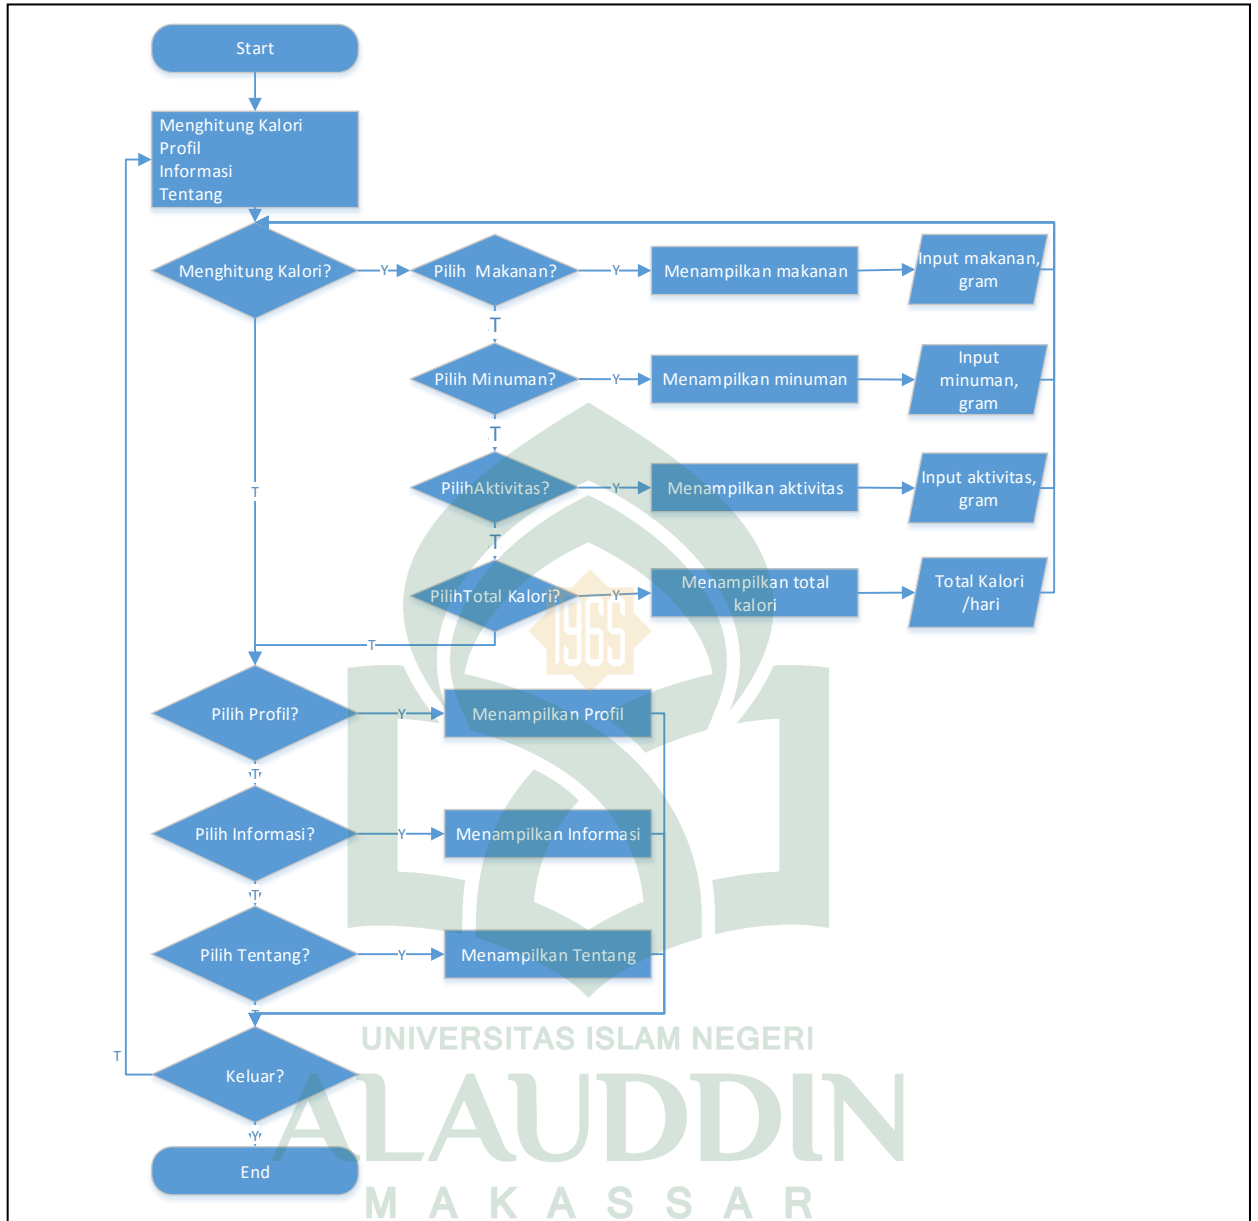 Start
Menghitung Kalori
Profil
Informasi
Tentang
Menghitung Kalori?
Y
Pilih Makanan?
Y
Menampilkan makanan
Input makanan,
gram
T
Pilih Minuman?
Y
Menampilkan minuman
Input
minuman,
gram
T
PilihAktivitas?
Y
Menampilkan aktivitas
Input aktivitas,
gram
T
T
PilihTotal Kalori?
Y
Menampilkan total
kalori
Total Kalori
/hari
1965
T
Pilih Profil?
Y
Menampilkan Profil
T
Pilih Informasi?
Y
Menampilkan Informasi
T
Pilih Tentang?
Y
Menampilkan Tentang
T
UNIVERSITAS ISLAM NEGERI
T
Keluar?
ALAUDDIN
Y
End
MAKASSAR